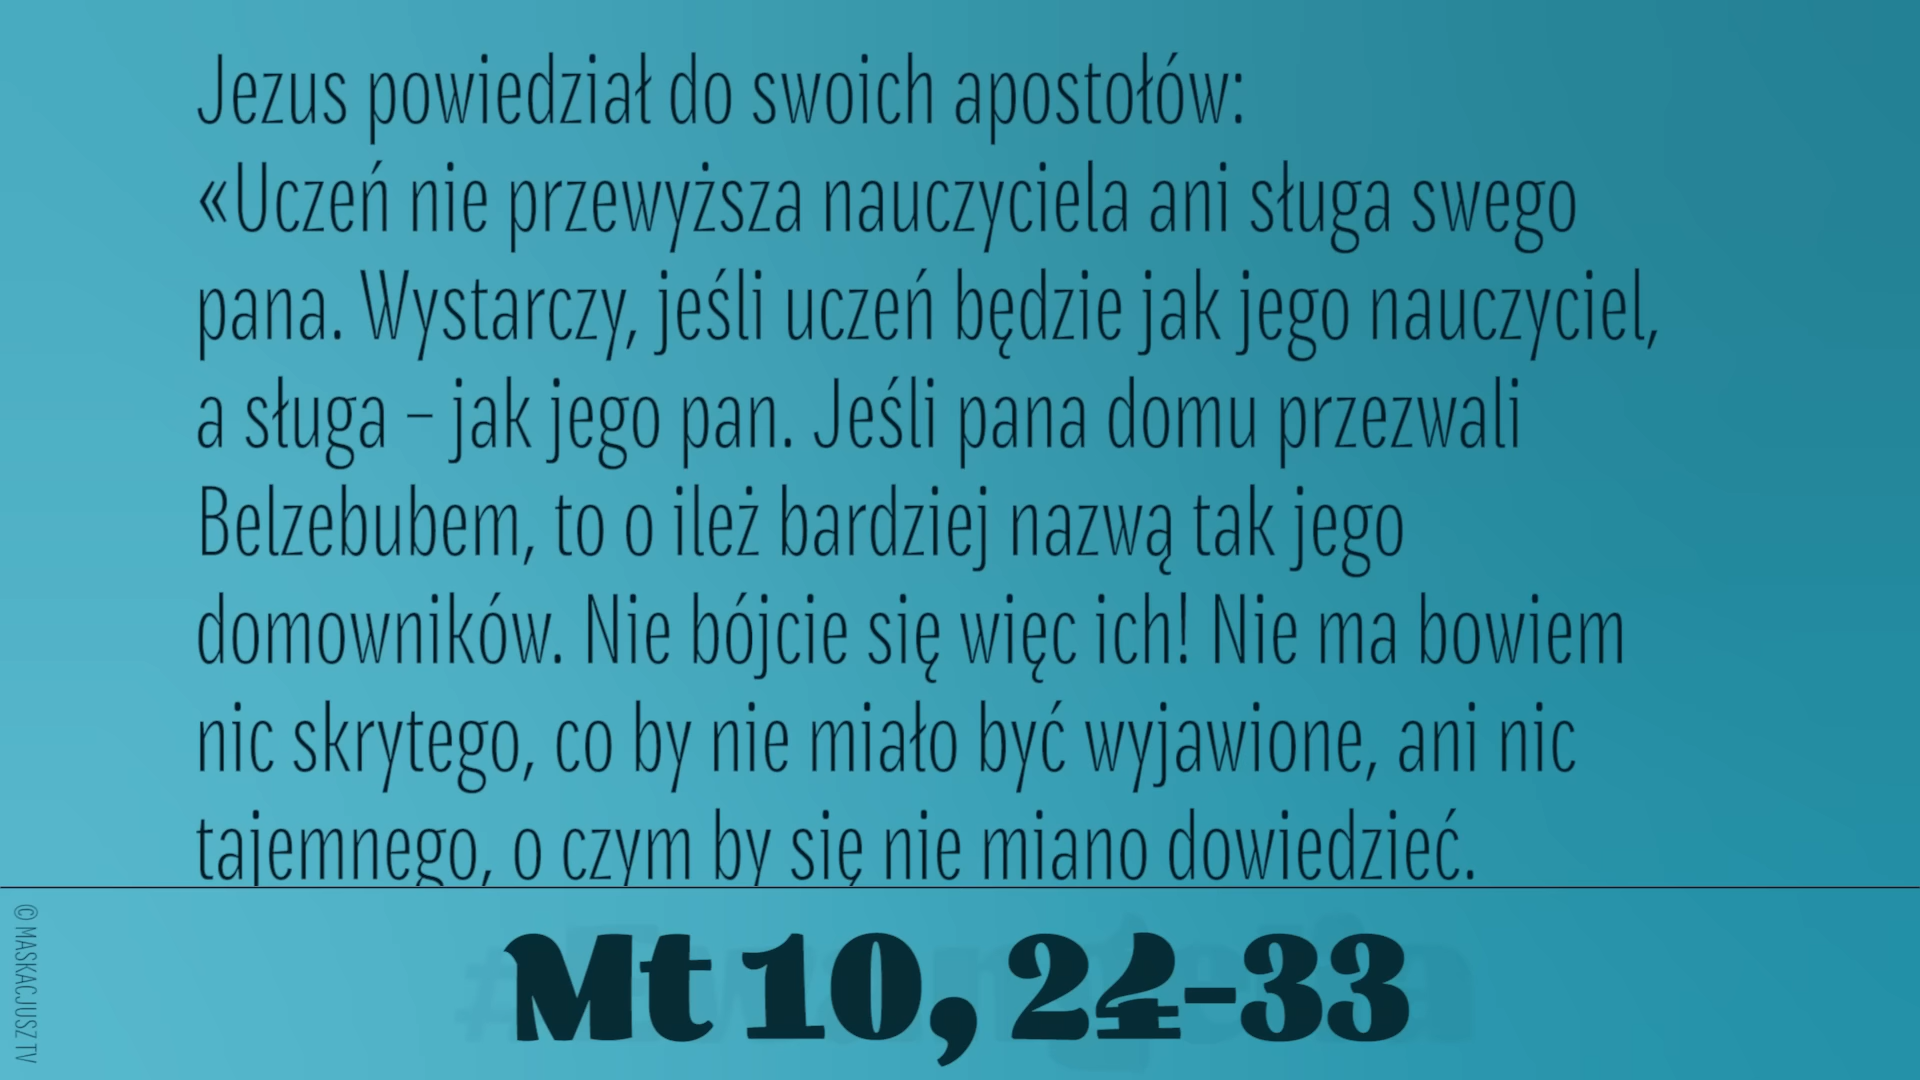 Jezus powiedział do swoich apostołów:
«Uczeń nie przewyższa nauczyciela ani sługa swego
pana. Wystarczy, jeśli uczeń będzie jak jego nauczyciel,
a sługa – jak jego pan. Jeśli pana domu przezwali
Belzebubem, to o ileż bardziej nazwą tak jego
domowników. Nie bójcie się więc ich! Nie ma bowiem
nic skrytego, co by nie miało być wyjawione, ani nic
tajemnego, o czym by się nie miano dowiedzieć.
Mt 10, 24-33
© MASKACJUSZ TV